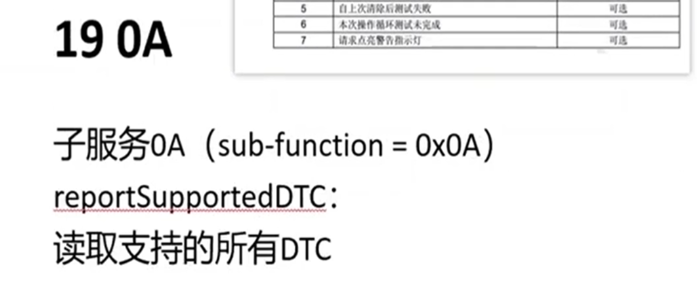 5 自上次清除后测试失败 可选
6 本次操作循环测试未完成 可选
7 请求点亮警告指示灯 可选
19 0A
子服务0A（sub-function = 0x0A）
reportSupportedDTC：
读取支持的所有DTC